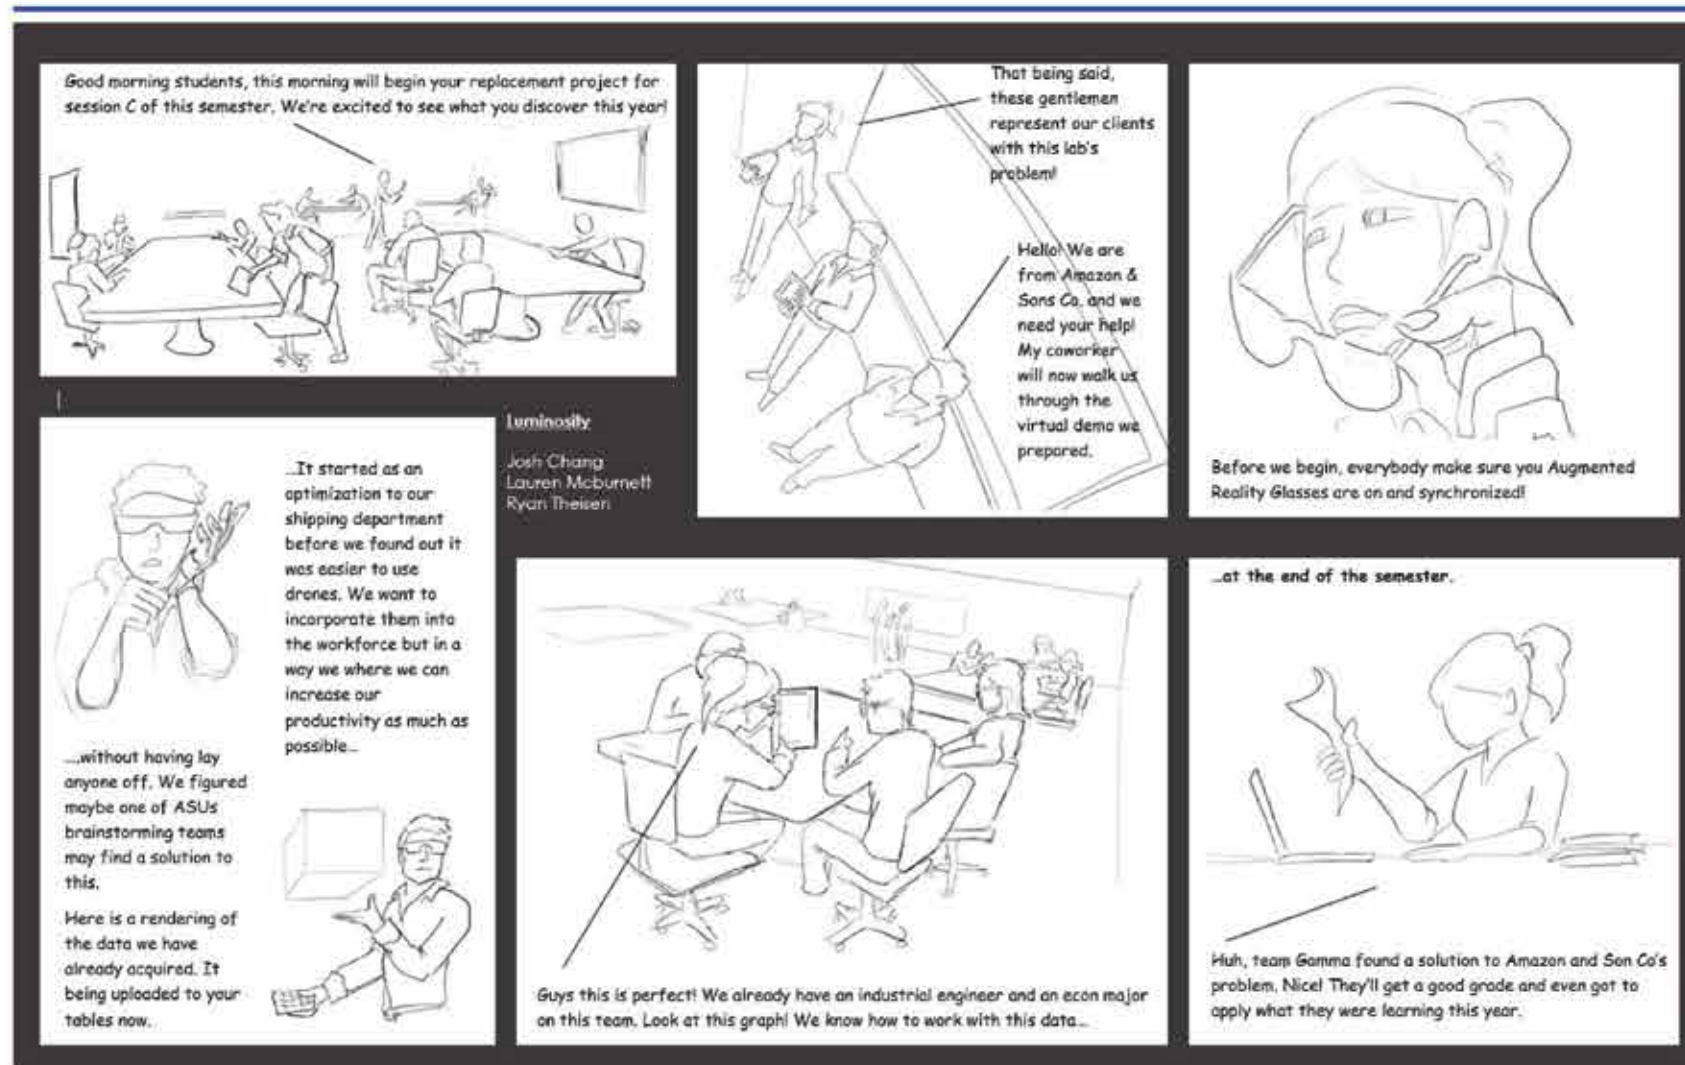 Good morning students, this morning will begin your replacement project for
session C of this semester. We're excited to see what you discover this year!
That being said,
these gentlemen
represent our clients
with this lab's
problem!
Hello! We are
from Amazon &
Sons Co. and we
need your help!
My coworker
will now walk us
through the
virtual demo we
prepared.
Before we begin, everybody make sure you Augmented
Reality Glasses are on and synchronized!
Luminosity
Josh Chang
Lauren Mcburnett
Ryan Theisen
...It started as an
optimization to our
shipping department
before we found out it
was easier to use
drones. We want to
incorporate them into
the workforce but in a
way we where we can
increase our
productivity as much as
possible...
....without having lay
anyone off. We figured
maybe one of ASUs
brainstorming teams
may find a solution to
this.
Here is a rendering of
the data we have
already acquired. It
being uploaded to your
tables now.
Guys this is perfect! We already have an industrial engineer and an econ major
on this team. Look at this graph! We know how to work with this data...
...at the end of the semester.
Huh, team Gamma found a solution to Amazon and Son Co's
problem. Nice! They'll get a good grade and even got to
apply what they were learning this year.